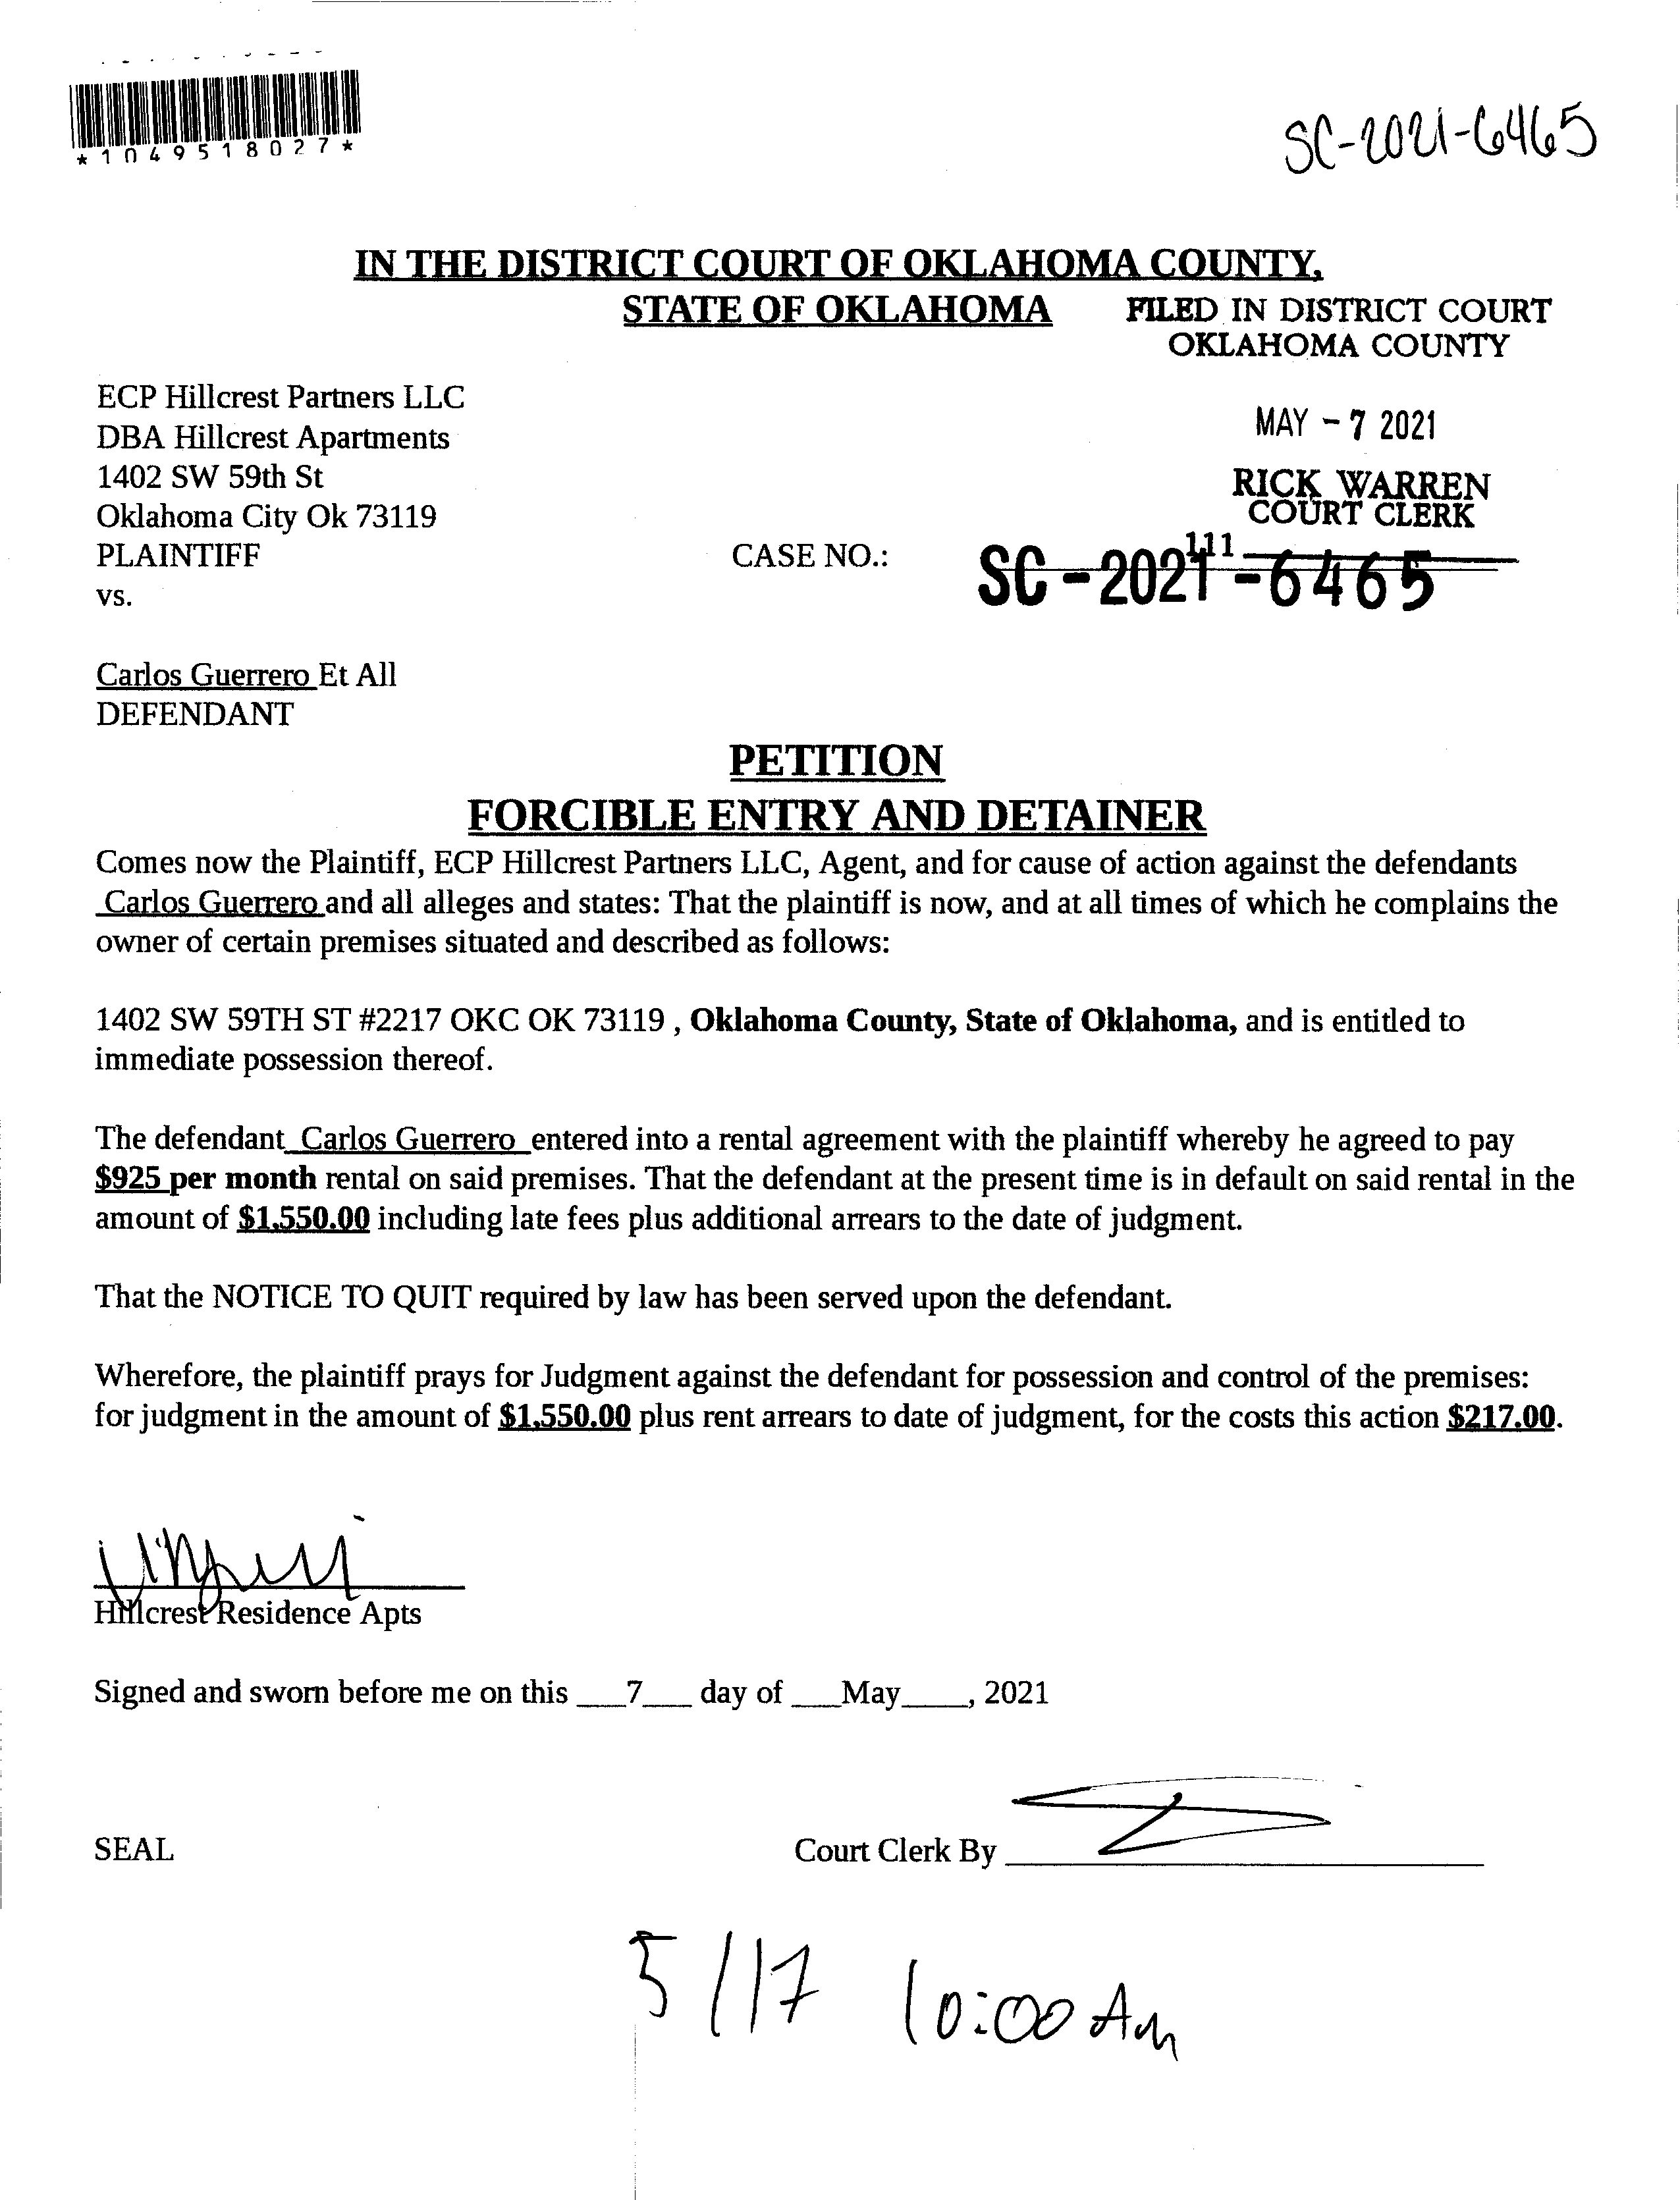 *1049518027*
SC-2021-6465
IN THE DISTRICT COURT OF OKLAHOMA COUNTY,
STATE OF OKLAHOMA
FILED IN DISTRICT COURT
OKLAHOMA COUNTY
MAY - 7 2021
RICK WARREN
COURT CLERK
111
ECP Hillcrest Partners LLC
DBA Hillcrest Apartments
1402 SW 59th St
Oklahoma City Ok 73119
PLAINTIFF
CASE NO.: SC - 2021 - 6465
vs.
Carlos Guerrero Et All
DEFENDANT
PETITION
FORCIBLE ENTRY AND DETAINER
Comes now the Plaintiff, ECP Hillcrest Partners LLC, Agent, and for cause of action against the defendants
Carlos Guerrero and all alleges and states: That the plaintiff is now, and at all times of which he complains the
owner of certain premises situated and described as follows:
1402 SW 59TH ST #2217 OKC OK 73119 , Oklahoma County, State of Oklahoma, and is entitled to
immediate possession thereof.
The defendant Carlos Guerrero entered into a rental agreement with the plaintiff whereby he agreed to pay
$925 per month rental on said premises. That the defendant at the present time is in default on said rental in the
amount of $1,550.00 including late fees plus additional arrears to the date of judgment.
That the NOTICE TO QUIT required by law has been served upon the defendant.
Wherefore, the plaintiff prays for Judgment against the defendant for possession and control of the premises:
for judgment in the amount of $1,550.00 plus rent arrears to date of judgment, for the costs this action $217.00.
Hillcrest Residence Apts
Signed and sworn before me on this ___7___ day of ___May____, 2021
SEAL
Court Clerk By
5/17 10:00 Am